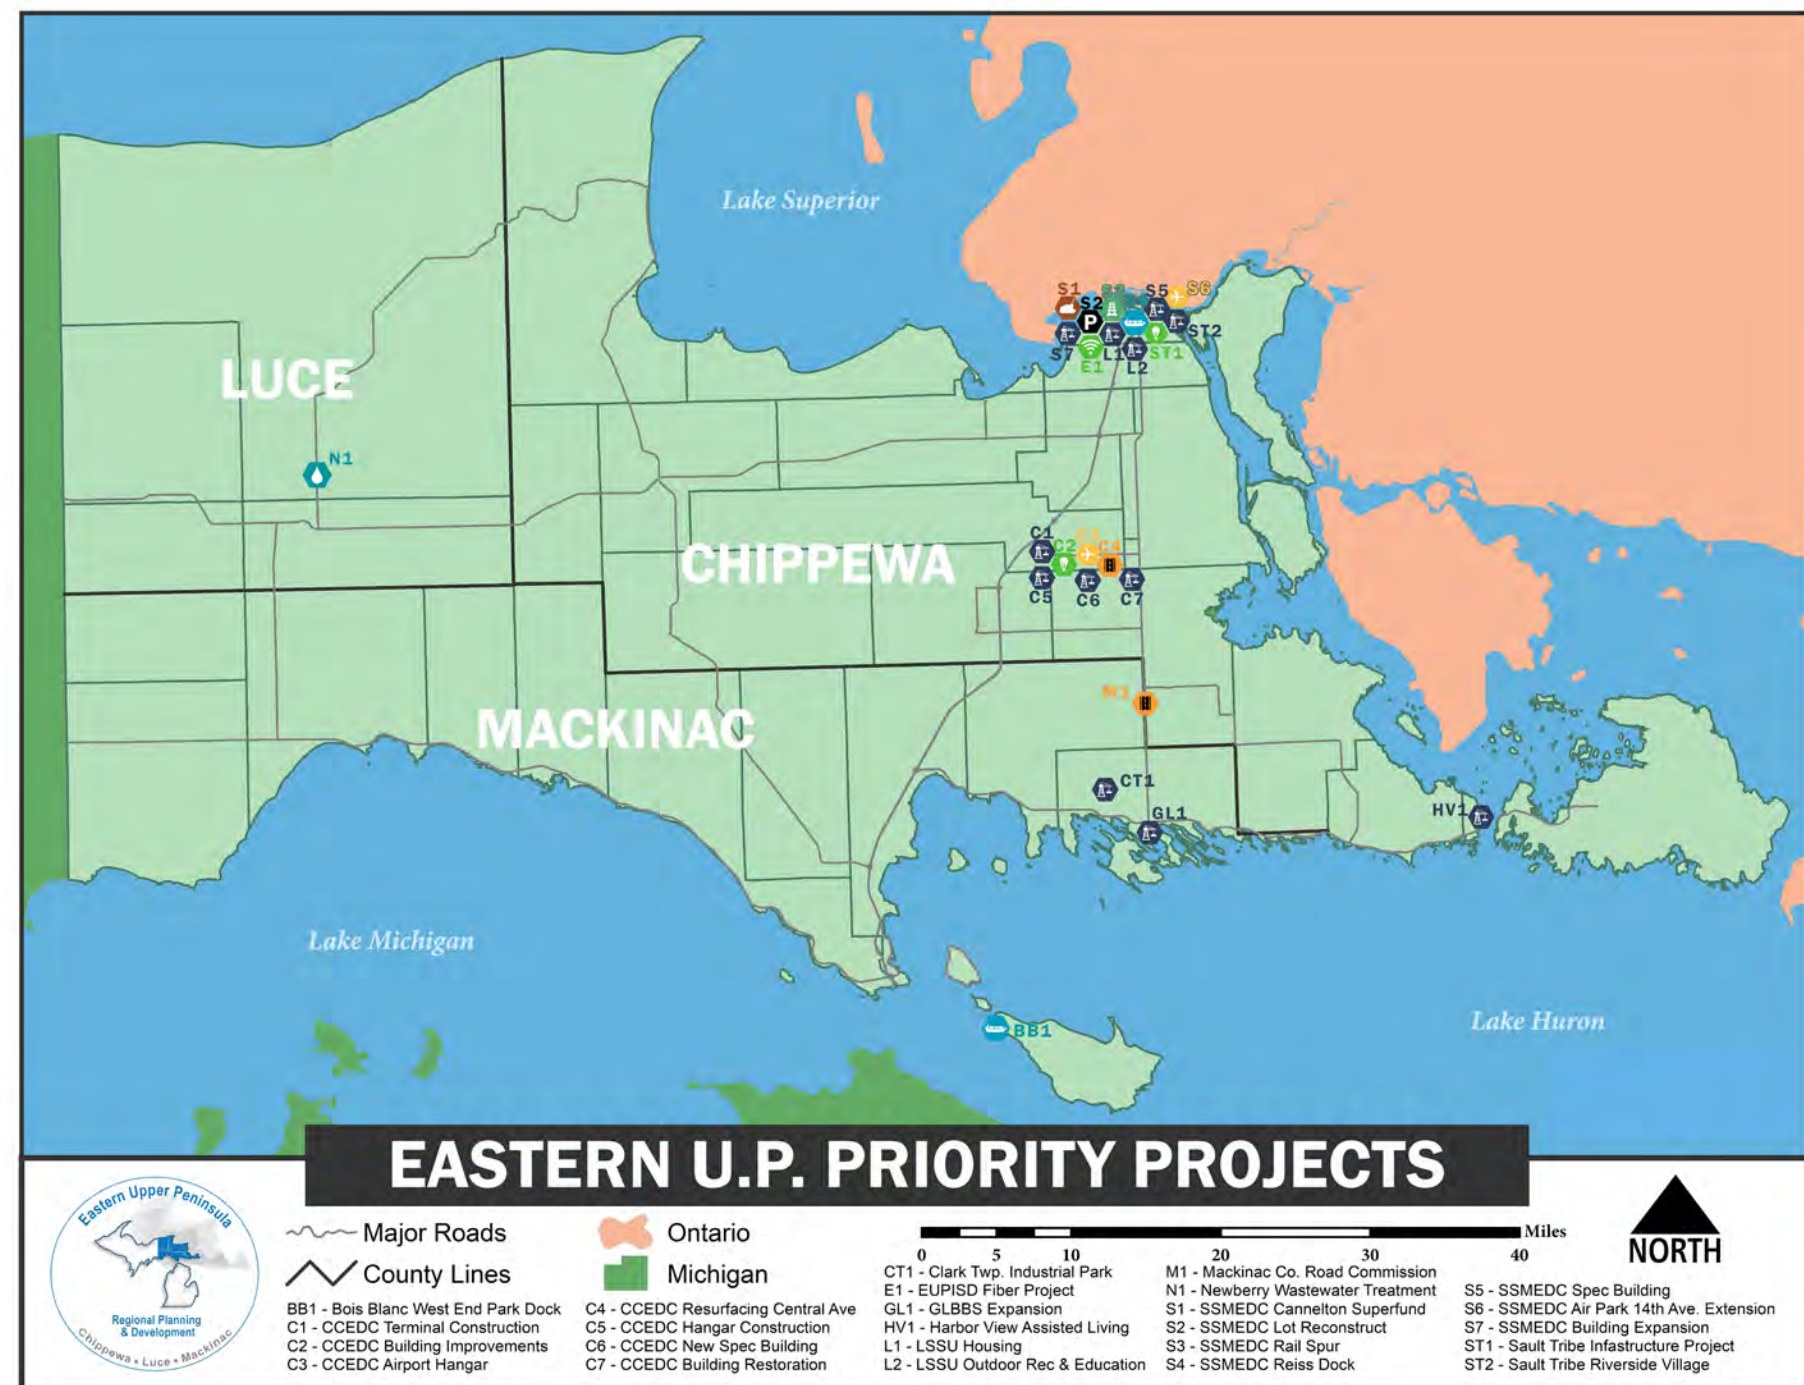 Lake Superior
S1
S2
S3
S4
S5
S6
S7
E1
L1
L2
ST1
ST2
LUCE
N1
CHIPPEWA
C1
C2
C3
C4
C5
C6
C7
MACKINAC
M1
CT1
GL1
HV1
Lake Michigan
BB1
Lake Huron
EASTERN U.P. PRIORITY PROJECTS
Eastern Upper Peninsula
Regional Planning
& Development
Chippewa • Luce • Mackinac
Major Roads
County Lines
Ontario
Michigan
Miles
0 5 10 20 30 40
NORTH
BB1 - Bois Blanc West End Park Dock
C1 - CCEDC Terminal Construction
C2 - CCEDC Building Improvements
C3 - CCEDC Airport Hangar
C4 - CCEDC Resurfacing Central Ave
C5 - CCEDC Hangar Construction
C6 - CCEDC New Spec Building
C7 - CCEDC Building Restoration
CT1 - Clark Twp. Industrial Park
E1 - EUPISD Fiber Project
GL1 - GLBBS Expansion
HV1 - Harbor View Assisted Living
L1 - LSSU Housing
L2 - LSSU Outdoor Rec & Education
M1 - Mackinac Co. Road Commission
N1 - Newberry Wastewater Treatment
S1 - SSMEDC Cannelton Superfund
S2 - SSMEDC Lot Reconstruct
S3 - SSMEDC Rail Spur
S4 - SSMEDC Reiss Dock
S5 - SSMEDC Spec Building
S6 - SSMEDC Air Park 14th Ave. Extension
S7 - SSMEDC Building Expansion
ST1 - Sault Tribe Infastructure Project
ST2 - Sault Tribe Riverside Village